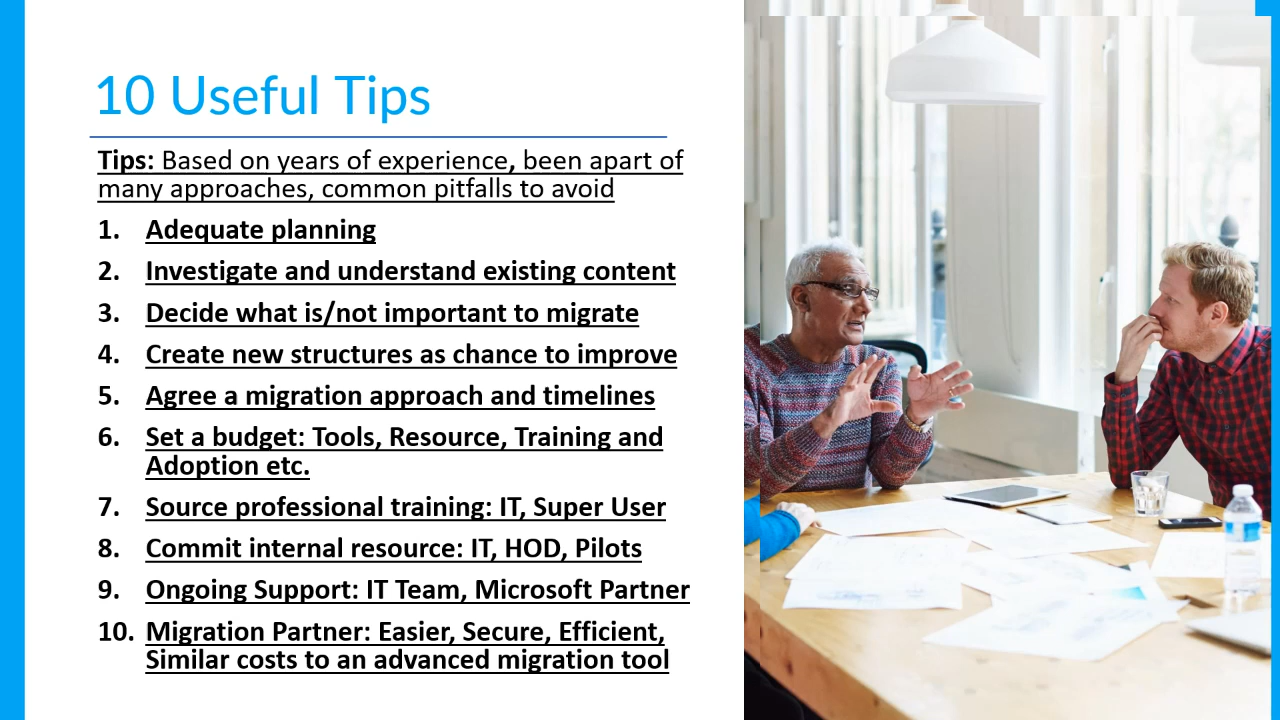 10 Useful Tips
Tips: Based on years of experience, been apart of
many approaches, common pitfalls to avoid
1. Adequate planning
2. Investigate and understand existing content
3. Decide what is/not important to migrate
4. Create new structures as chance to improve
5. Agree a migration approach and timelines
6. Set a budget: Tools, Resource, Training and
Adoption etc.
7. Source professional training: IT, Super User
8. Commit internal resource: IT, HOD, Pilots
9. Ongoing Support: IT Team, Microsoft Partner
10. Migration Partner: Easier, Secure, Efficient,
Similar costs to an advanced migration tool